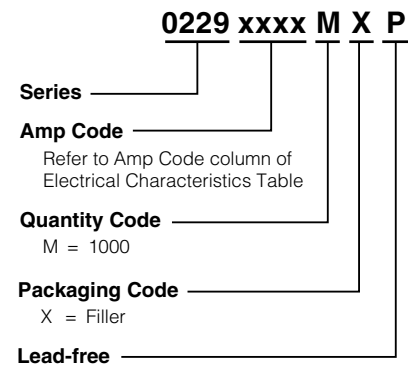 0229 xxxx M X P
Series
Amp Code
Refer to Amp Code column of
Electrical Characteristics Table
Quantity Code
M = 1000
Packaging Code
X = Filler
Lead-free